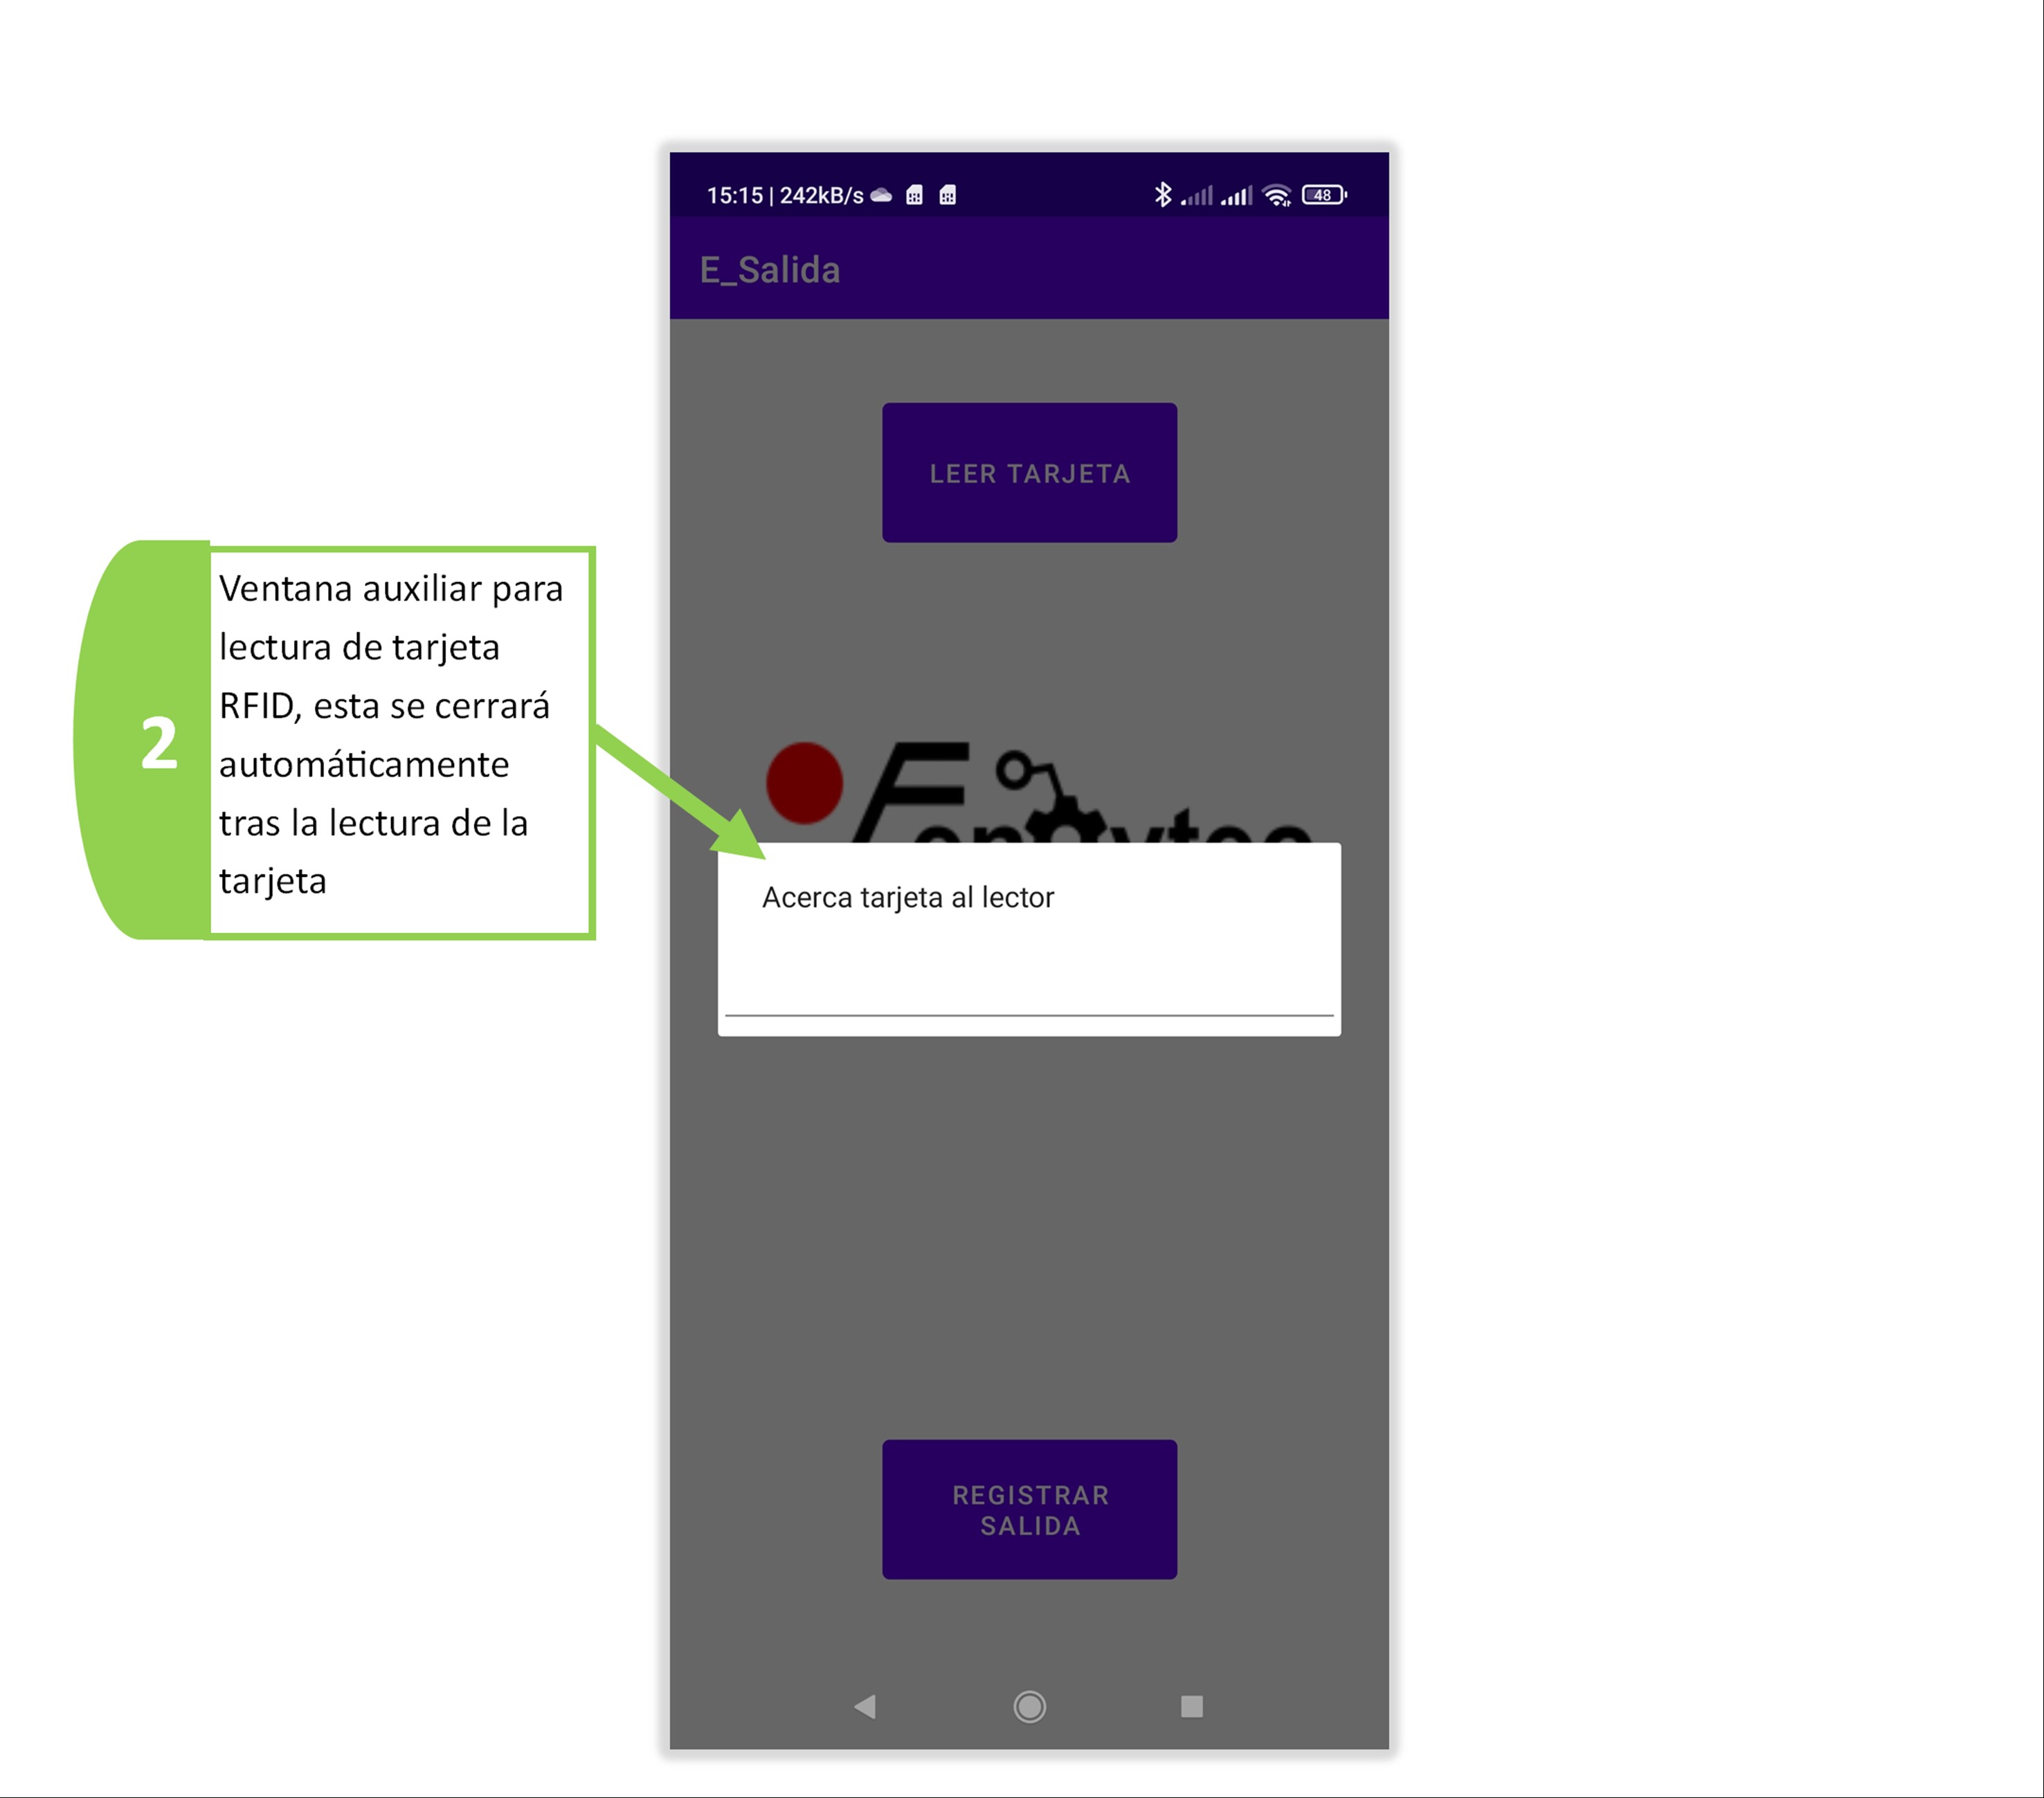 15:15 | 242kB/s
48
E_Salida
LEER TARJETA
2
Ventana auxiliar para
lectura de tarjeta
RFID, esta se cerrará
automáticamente
tras la lectura de la
tarjeta
Acerca tarjeta al lector
REGISTRAR
SALIDA